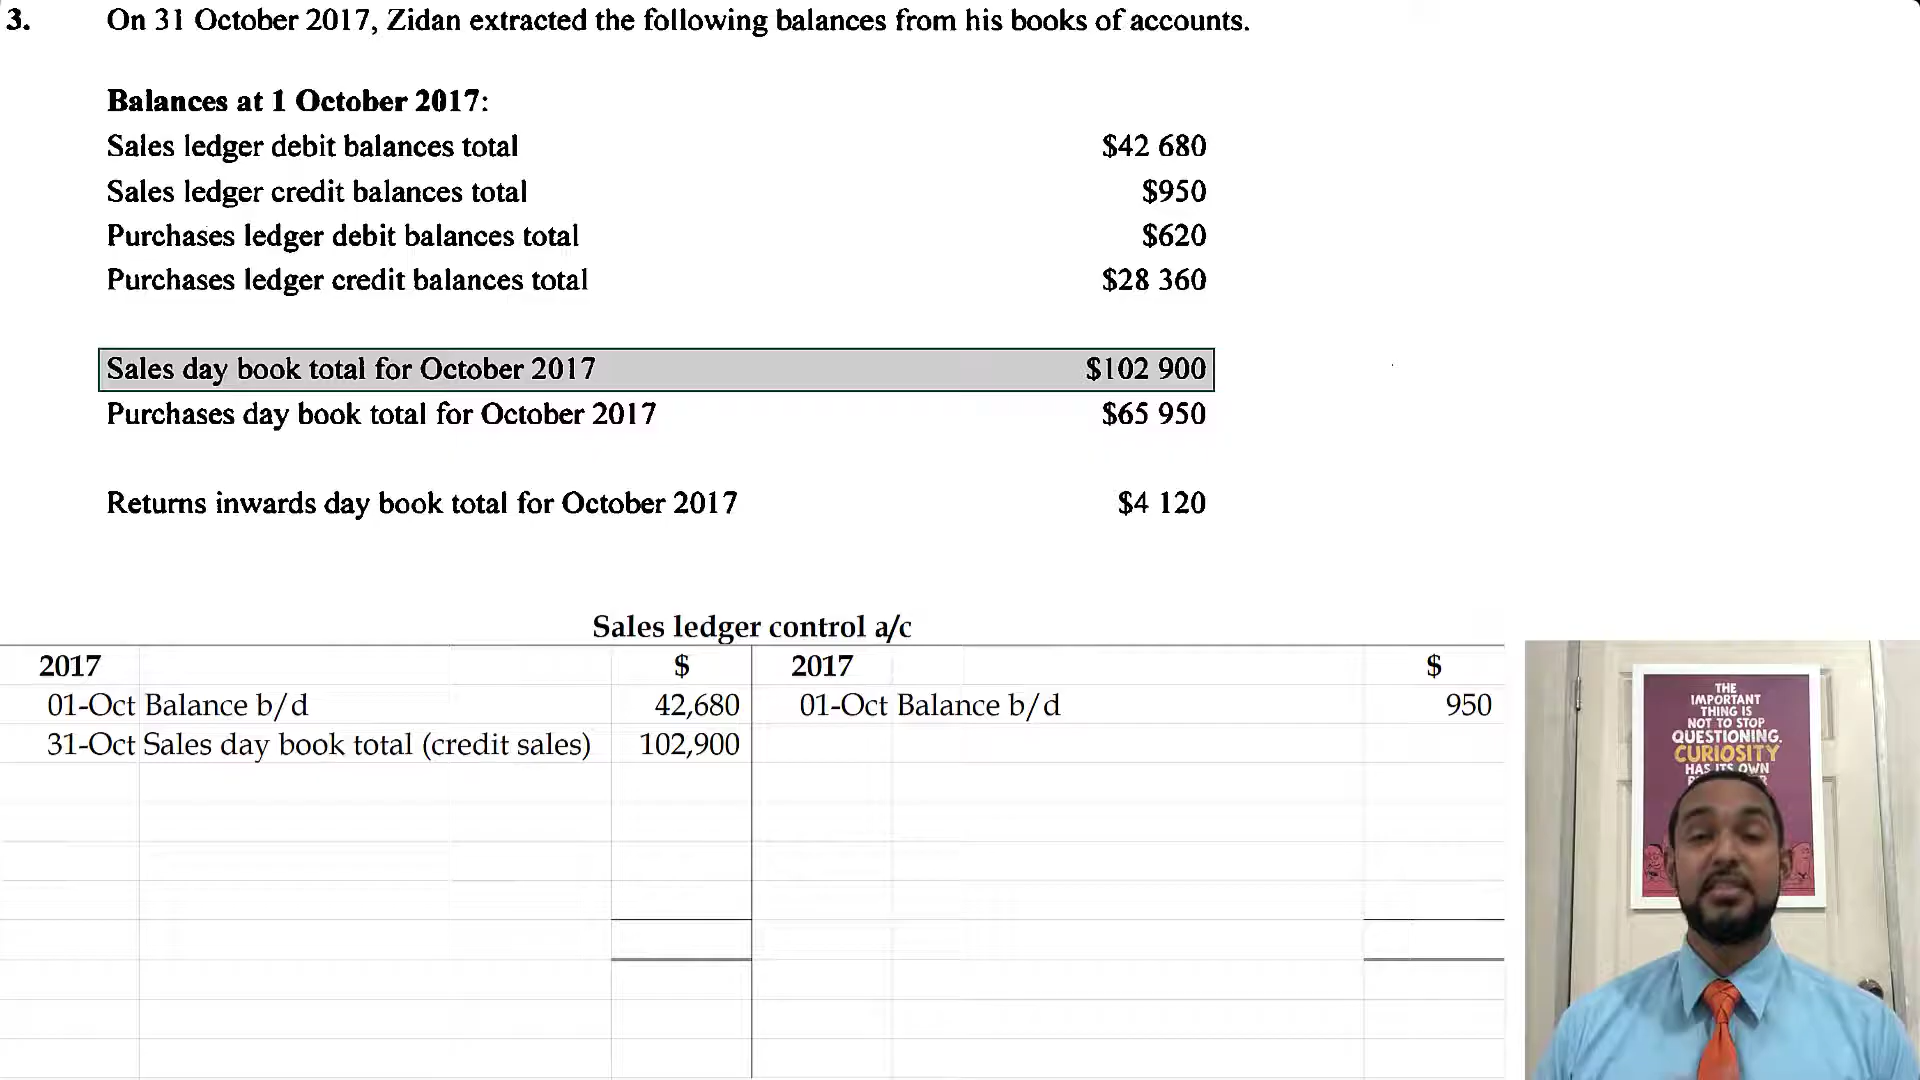 3. On 31 October 2017, Zidan extracted the following balances from his books of accounts.
Balances at 1 October 2017:
Sales ledger debit balances total $42 680
Sales ledger credit balances total $950
Purchases ledger debit balances total $620
Purchases ledger credit balances total $28 360
Sales day book total for October 2017 $102 900
Purchases day book total for October 2017 $65 950
Returns inwards day book total for October 2017 $4 120
Sales ledger control a/c
2017 $ 2017 $
01-Oct Balance b/d 42,680 01-Oct Balance b/d 950
31-Oct Sales day book total (credit sales) 102,900
THE
IMPORTANT
THING IS
NOT TO STOP
QUESTIONING.
CURIOSITY
HAS ITS OWN